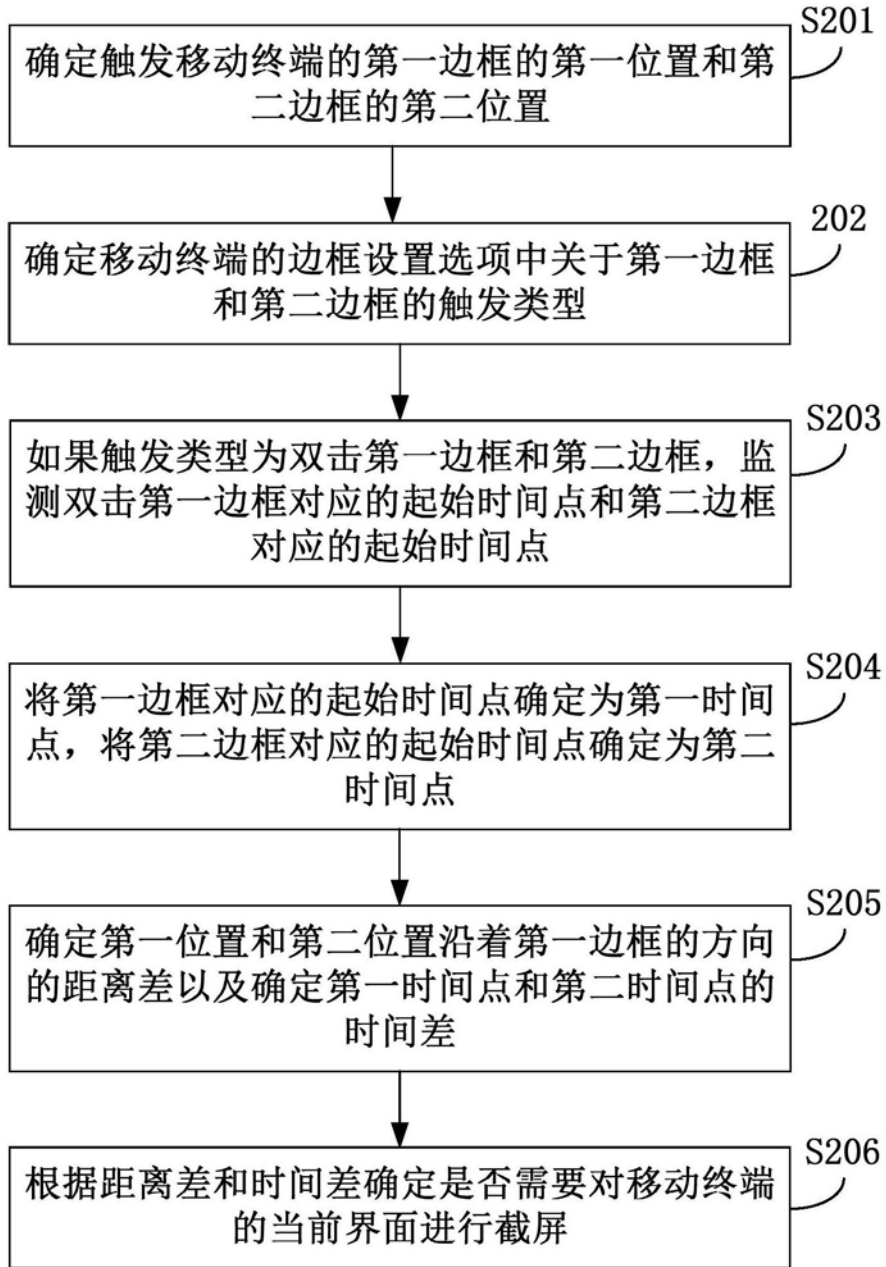 S201
确定触发移动终端的第一边框的第一位置和第
二边框的第二位置
202
确定移动终端的边框设置选项中关于第一边框
和第二边框的触发类型
S203
如果触发类型为双击第一边框和第二边框，监
测双击第一边框对应的起始时间点和第二边框
对应的起始时间点
S204
将第一边框对应的起始时间点确定为第一时间
点，将第二边框对应的起始时间点确定为第二
时间点
S205
确定第一位置和第二位置沿着第一边框的方向
的距离差以及确定第一时间点和第二时间点的
时间差
S206
根据距离差和时间差确定是否需要对移动终端
的当前界面进行截屏